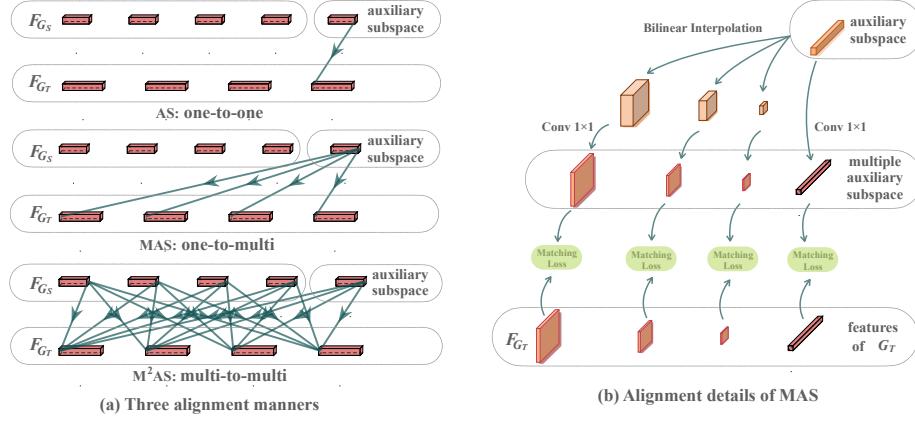 F_{G_S}
auxiliary
subspace
F_{G_T}
AS: one-to-one
F_{G_S}
auxiliary
subspace
F_{G_T}
MAS: one-to-multi
F_{G_S}
auxiliary
subspace
F_{G_T}
M²AS: multi-to-multi
(a) Three alignment manners
Bilinear Interpolation
auxiliary
subspace
Conv 1×1
Conv 1×1
multiple
auxiliary
subspace
Matching
Loss
Matching
Loss
Matching
Loss
Matching
Loss
F_{G_T}
features
of G_T
(b) Alignment details of MAS